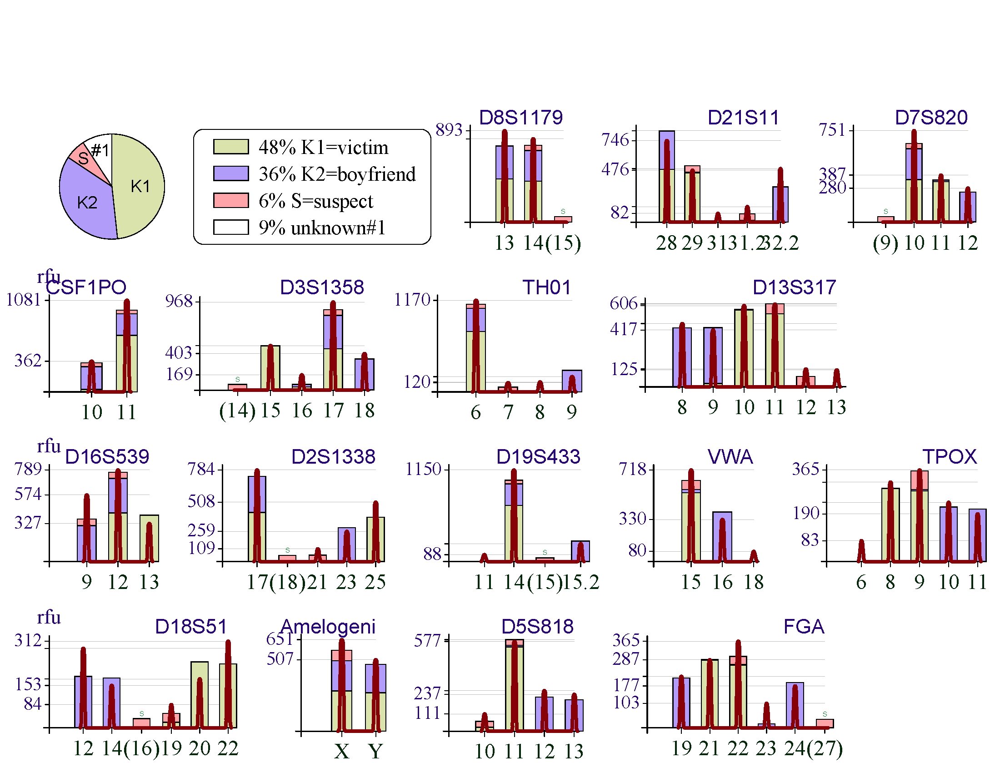 D8S1179 D21S11 D7S820
893 746 476 82 751 387 280
S #1 K1 K2
48% K1=victim
36% K2=boyfriend
6% S=suspect
9% unknown#1
s s
13 14 (15) 28 29 31 31.2 32.2 (9) 10 11 12
rfu
CSF1PO D3S1358 TH01 D13S317
1081 362 968 403 169 1170 120 606 417 125
s
10 11 (14) 15 16 17 18 6 7 8 9 8 9 10 11 12 13
rfu
D16S539 D2S1338 D19S433 VWA TPOX
789 574 327 784 508 259 109 1150 88 718 330 80 365 190 83
s s
9 12 13 17 (18) 21 23 25 11 14 (15) 15.2 15 16 18 6 8 9 10 11
rfu
D18S51 Amelogeni D5S818 FGA
312 153 84 651 507 577 237 111 365 287 177 103
s s
12 14 (16) 19 20 22 X Y 10 11 12 13 19 21 22 23 24 (27)